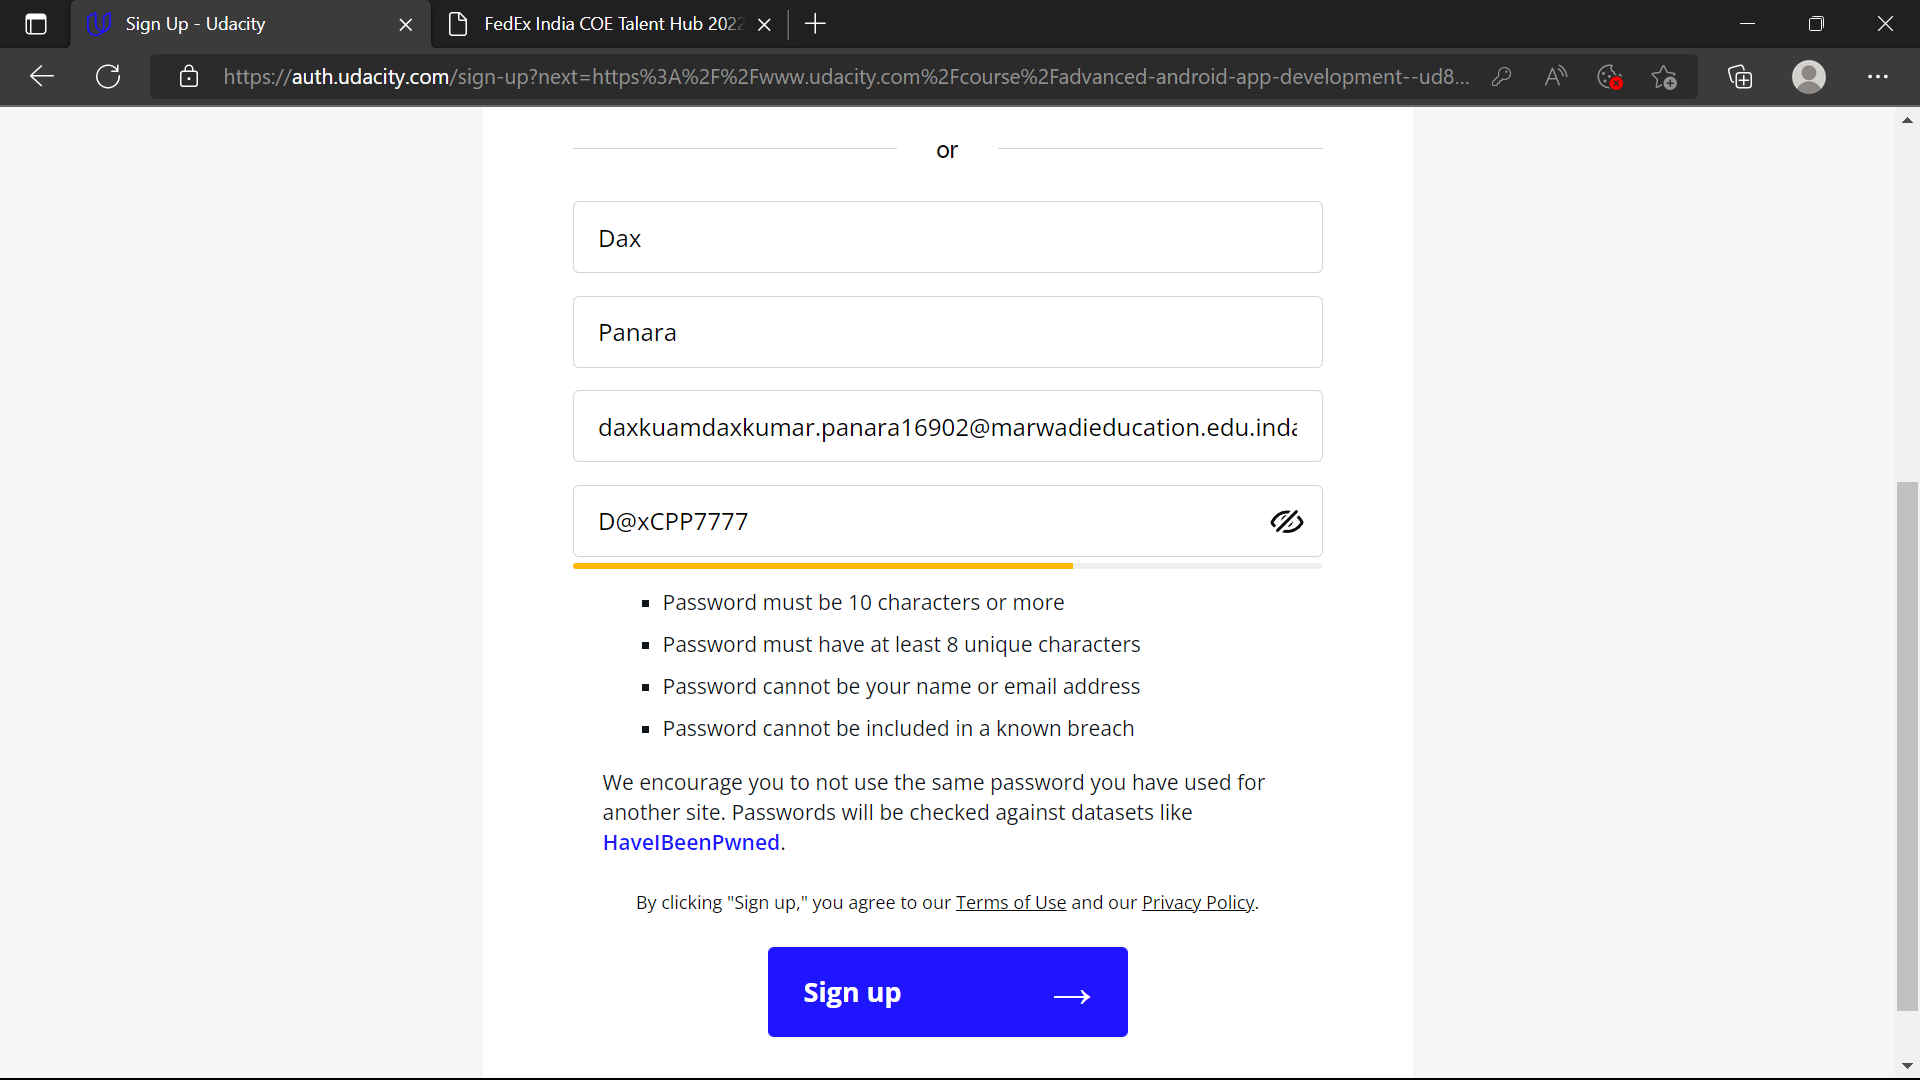 Sign Up - Udacity
FedEx India COE Talent Hub 2022
https://auth.udacity.com/sign-up?next=https%3A%2F%2Fwww.udacity.com%2Fcourse%2Fadvanced-android-app-development--ud8...
or
Dax
Panara
daxkuamdaxkumar.panara16902@marwadieducation.edu.inda
D@xCPP7777
Password must be 10 characters or more
Password must have at least 8 unique characters
Password cannot be your name or email address
Password cannot be included in a known breach
We encourage you to not use the same password you have used for
another site. Passwords will be checked against datasets like
HaveIBeenPwned.
By clicking "Sign up," you agree to our Terms of Use and our Privacy Policy.
Sign up